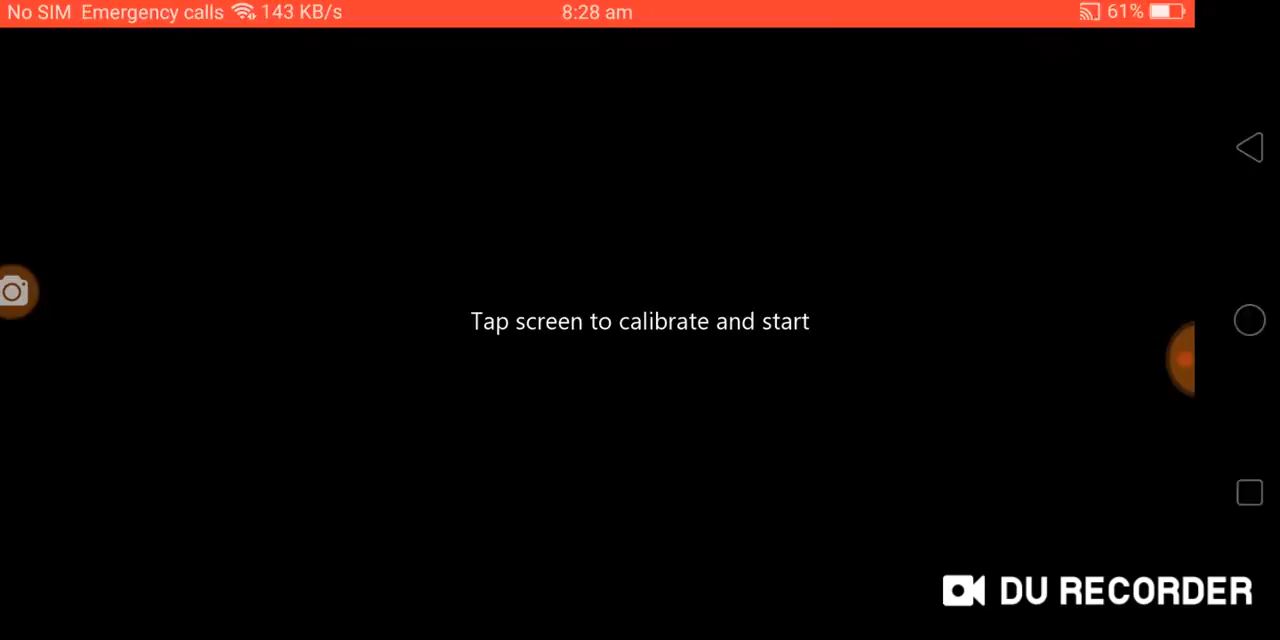 No SIM Emergency calls 143 KB/s 8:28 am 61%
Tap screen to calibrate and start
DU RECORDER